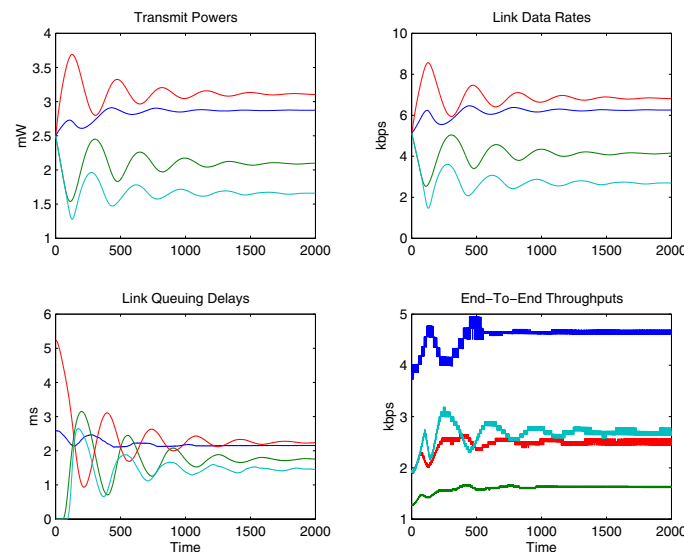 Transmit Powers
4
3.5
3
2.5
2
1.5
1
mW
0 500 1000 1500 2000
Link Data Rates
10
8
6
4
2
0
kbps
0 500 1000 1500 2000
Link Queuing Delays
6
5
4
3
2
1
0
ms
0 500 1000 1500 2000
Time
End-To-End Throughputs
5
4
3
2
1
kbps
0 500 1000 1500 2000
Time